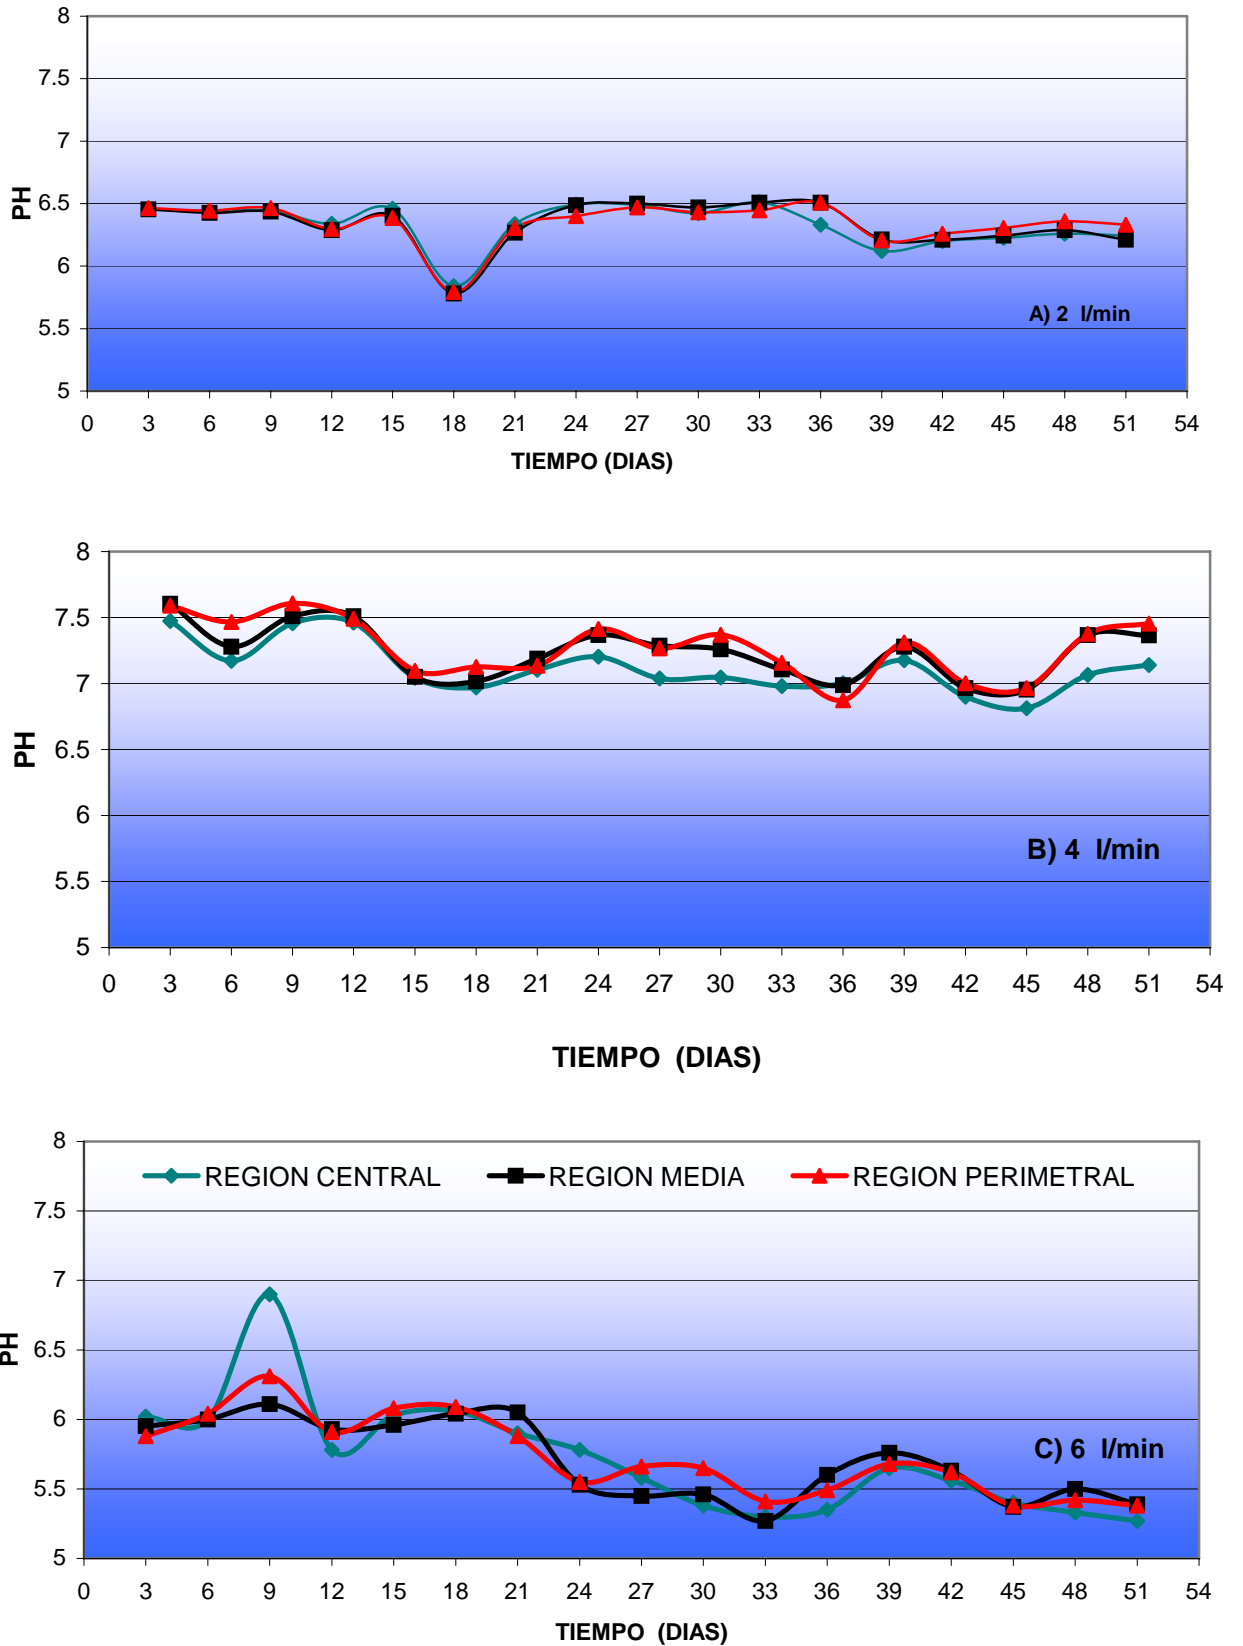 8
7.5
7
6.5
6
5.5
5
PH
A) 2 l/min
0 3 6 9 12 15 18 21 24 27 30 33 36 39 42 45 48 51 54
TIEMPO (DIAS)
8
7.5
7
6.5
6
5.5
5
PH
B) 4 l/min
0 3 6 9 12 15 18 21 24 27 30 33 36 39 42 45 48 51 54
TIEMPO (DIAS)
8
REGION CENTRAL REGION MEDIA REGION PERIMETRAL
7.5
7
6.5
6
5.5
5
PH
C) 6 l/min
0 3 6 9 12 15 18 21 24 27 30 33 36 39 42 45 48 51 54
TIEMPO (DIAS)